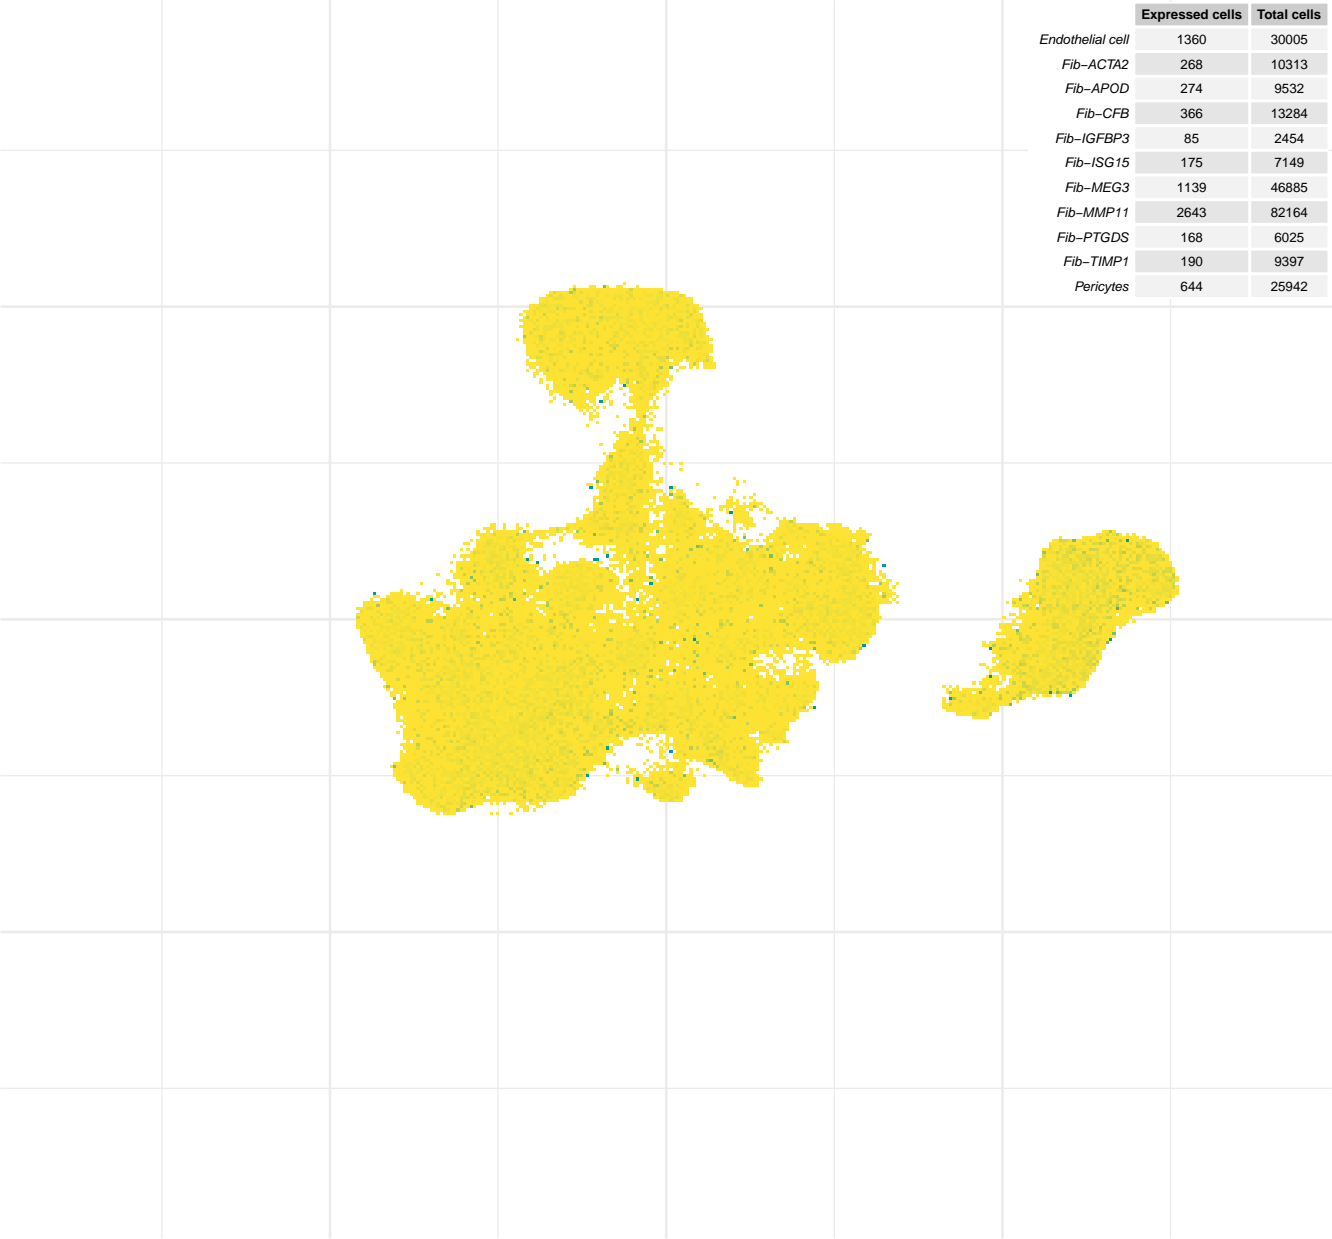 Expressed cells Total cells
Endothelial cell 1360 30005
Fib−ACTA2 268 10313
Fib−APOD 274 9532
Fib−CFB 366 13284
Fib−IGFBP3 85 2454
Fib−ISG15 175 7149
Fib−MEG3 1139 46885
Fib−MMP11 2643 82164
Fib−PTGDS 168 6025
Fib−TIMP1 190 9397
Pericytes 644 25942